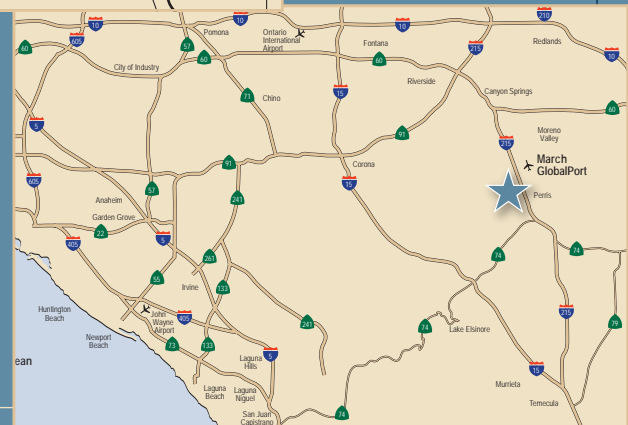 10
10
10
210
605
60
57
60
Pomona
Ontario
International
Airport
Fontana
60
215
Redlands
10
City of Industry
71
Chino
15
Riverside
Canyon Springs
60
5
91
215
Moreno
Valley
91
Corona
March
GlobalPort
605
57
241
15
Perris
Anaheim
Garden Grove
22
405
5
261
74
74
55
Irvine
133
Huntington
Beach
John
Wayne
Airport
405
241
215
79
Newport
Beach
73
133
74
Lake Elsinore
ean
Laguna
Hills
5
15
Laguna
Beach
Laguna
Niguel
Murrieta
San Juan
Capistrano
74
Temecula